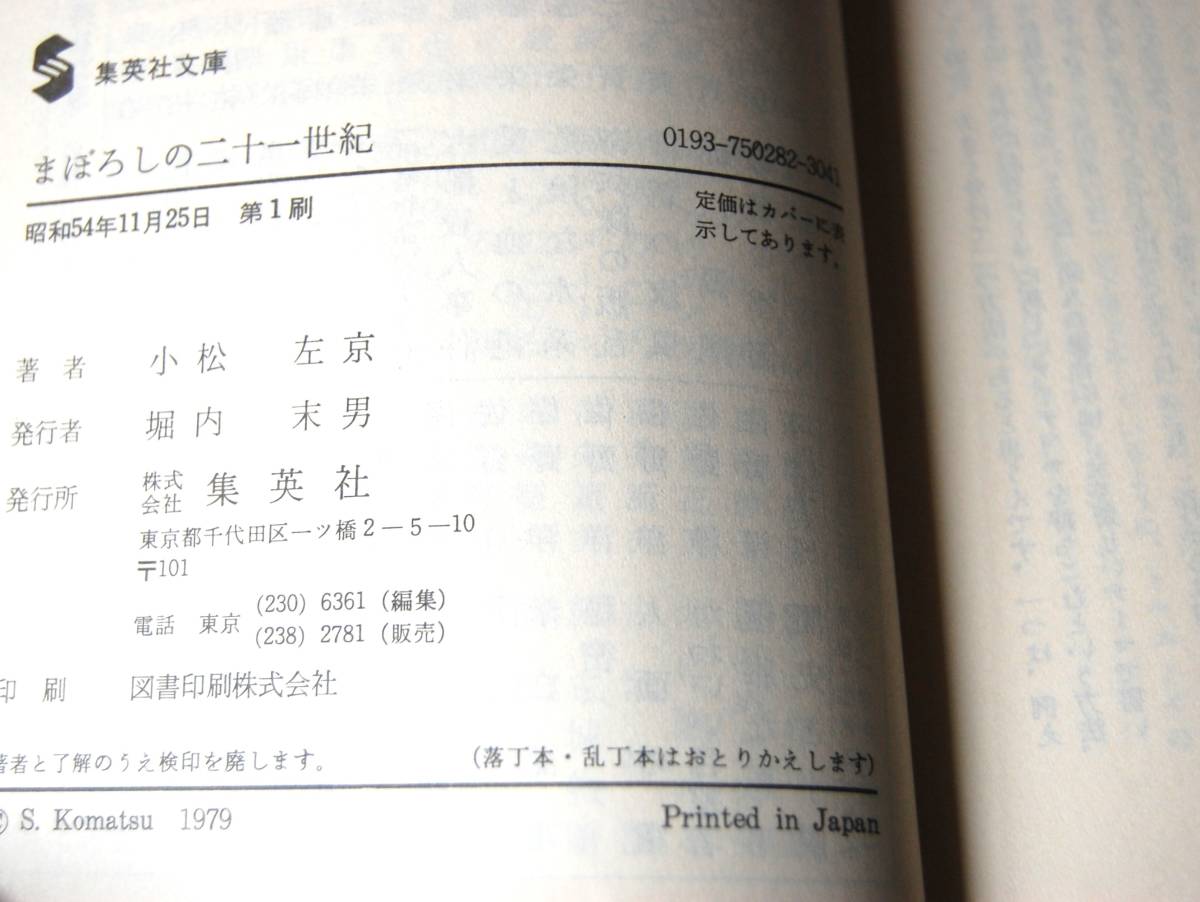 集英社文庫
まぼろしの二十一世紀
0193-750282-3041
昭和54年11月25日 第1刷
定価はカバーに表
示してあります。
著者 小松 左京
発行者 堀内 末男
発行所 株式会社 集英社
東京都千代田区一ツ橋2-5-10
〒101
電話 東京 (230) 6361 (編集)
(238) 2781 (販売)
印刷 図書印刷株式会社
著者と了解のうえ検印を廃します。
(落丁本・乱丁本はおとりかえします)
© S. Komatsu 1979
Printed in Japan